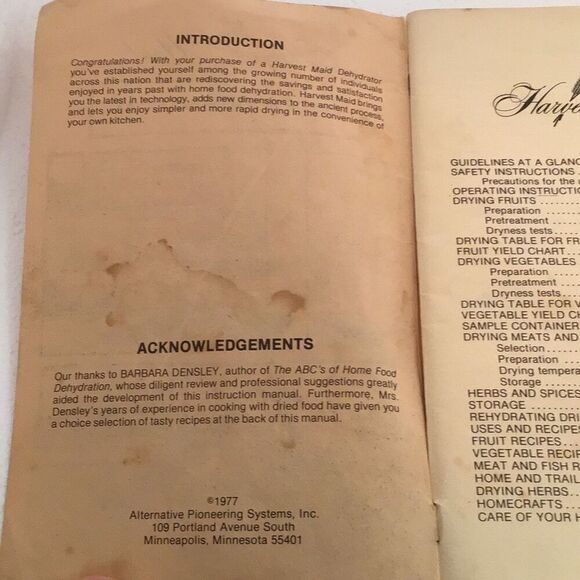 INTRODUCTION
Congratulations! With your purchase of a Harvest Maid Dehydrator
you've established yourself among the growing number of individuals
across this nation that are rediscovering the savings and satisfaction
enjoyed in years past with home food dehydration. Harvest Maid brings
you the latest in technology, adds new dimensions to the ancient process,
and lets you enjoy simpler and more rapid drying in the convenience of
your own kitchen.
ACKNOWLEDGEMENTS
Our thanks to BARBARA DENSLEY, author of The ABC's of Home Food
Dehydration, whose diligent review and professional suggestions greatly
aided the development of this instruction manual. Furthermore, Mrs.
Densley's years of experience in cooking with dried food have given you
a choice selection of tasty recipes at the back of this manual.
©1977
Alternative Pioneering Systems, Inc.
109 Portland Avenue South
Minneapolis, Minnesota 55401
Harve
GUIDELINES AT A GLANC
SAFETY INSTRUCTIONS..
Precautions for the
OPERATING INSTRUCTIO
DRYING FRUITS..........
Preparation ..........
Pretreatment .........
Dryness tests.........
DRYING TABLE FOR FR
FRUIT YIELD CHART....
DRYING VEGETABLES
Preparation .......
Pretreatment .....
Dryness tests.....
DRYING TABLE FOR V
VEGETABLE YIELD CH
SAMPLE CONTAINER
DRYING MEATS AND
Selection..........
Preparation ......
Drying tempera
Storage .........
HERBS AND SPICES
STORAGE .........
REHYDRATING DRI
USES AND RECIPES
FRUIT RECIPES....
VEGETABLE RECIP
MEAT AND FISH R
HOME AND TRAIL
DRYING HERBS...
HOMECRAFTS....
CARE OF YOUR H